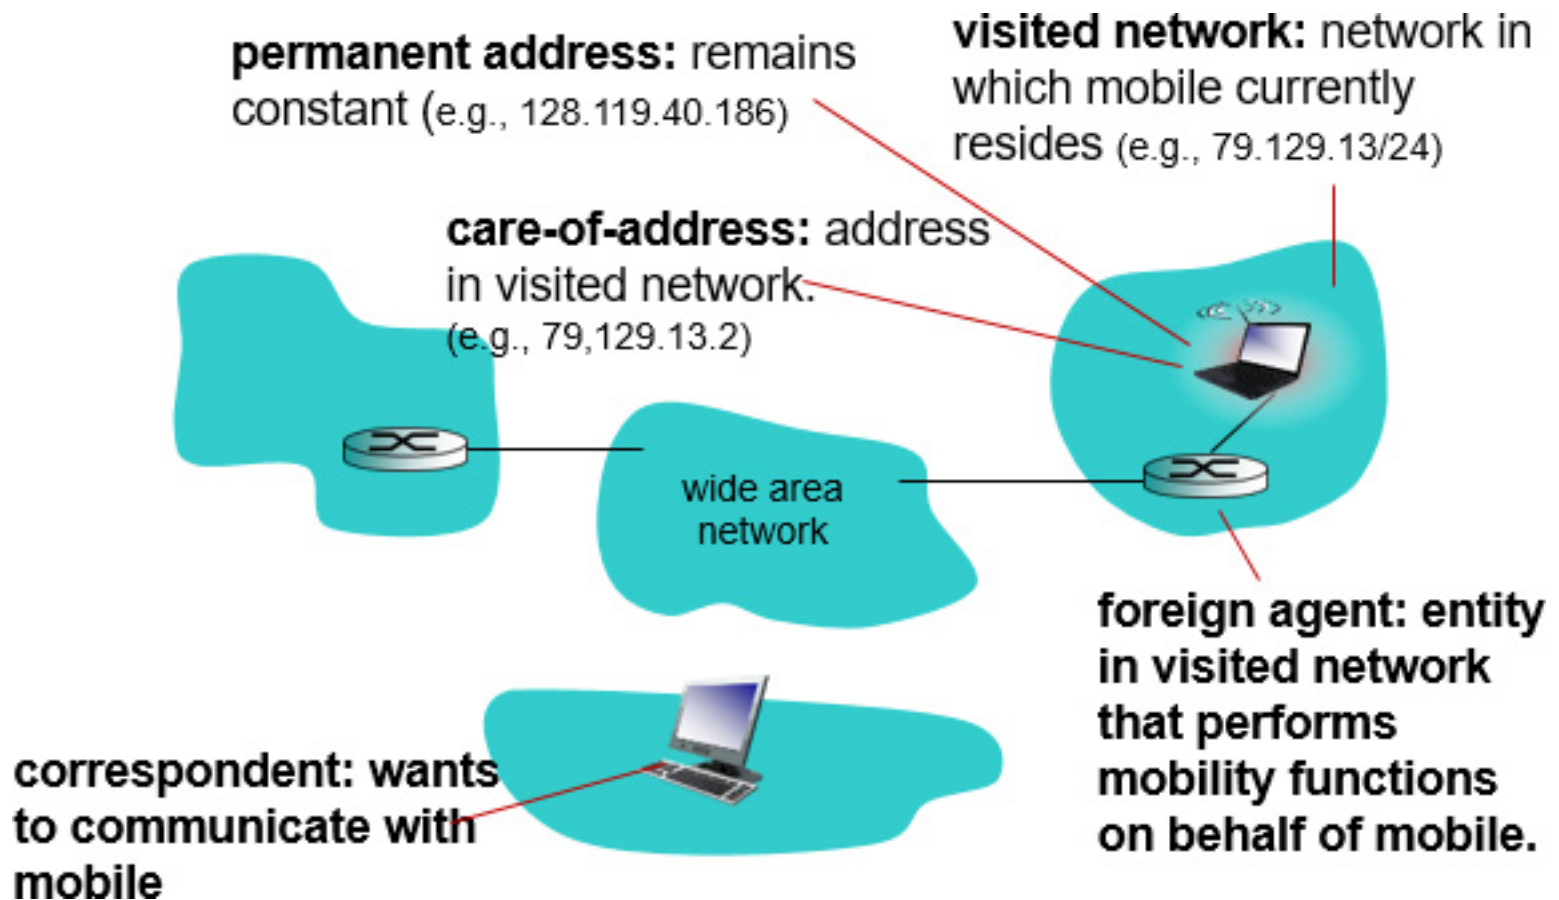 permanent address: remains
constant (e.g., 128.119.40.186)
visited network: network in
which mobile currently
resides (e.g., 79.129.13/24)
care-of-address: address
in visited network.
(e.g., 79,129.13.2)
wide area
network
foreign agent: entity
in visited network
that performs
mobility functions
on behalf of mobile.
correspondent: wants
to communicate with
mobile